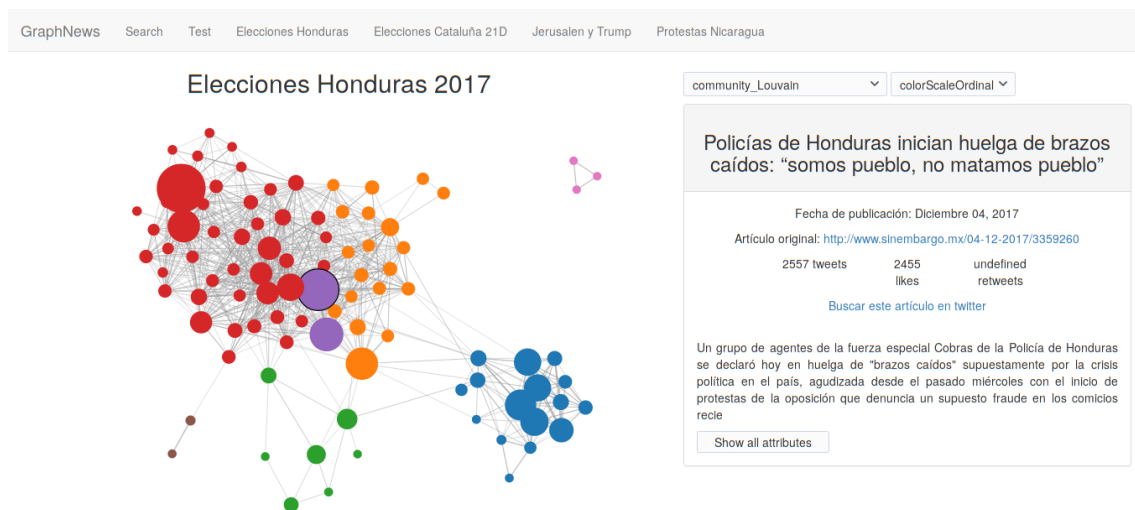 GraphNews Search Test Elecciones Honduras Elecciones Cataluña 21D Jerusalen y Trump Protestas Nicaragua
Elecciones Honduras 2017
community_Louvain colorScaleOrdinal
Policías de Honduras inician huelga de brazos
caídos: “somos pueblo, no matamos pueblo”
Fecha de publicación: Diciembre 04, 2017
Artículo original: http://www.sinembargo.mx/04-12-2017/3359260
2557 tweets 2455 undefined
likes retweets
Buscar este artículo en twitter
Un grupo de agentes de la fuerza especial Cobras de la Policía de Honduras
se declaró hoy en huelga de "brazos caídos" supuestamente por la crisis
política en el país, agudizada desde el pasado miércoles con el inicio de
protestas de la oposición que denuncia un supuesto fraude en los comicios
recie
Show all attributes